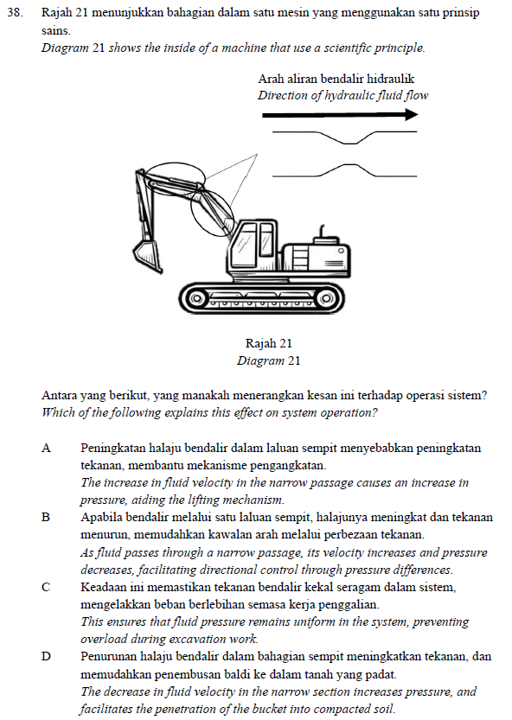 38. Rajah 21 menunjukkan bahagian dalam satu mesin yang menggunakan satu prinsip
sains.
Diagram 21 shows the inside of a machine that use a scientific principle.
Arah aliran bendalir hidraulik
Direction of hydraulic fluid flow
Rajah 21
Diagram 21
Antara yang berikut, yang manakah menerangkan kesan ini terhadap operasi sistem?
Which of the following explains this effect on system operation?
A Peningkatan halaju bendalir dalam laluan sempit menyebabkan peningkatan
tekanan, membantu mekanisme pengangkatan.
The increase in fluid velocity in the narrow passage causes an increase in
pressure, aiding the lifting mechanism.
B Apabila bendalir melalui satu laluan sempit, halajunya meningkat dan tekanan
menurun, memudahkan kawalan arah melalui perbezaan tekanan.
As fluid passes through a narrow passage, its velocity increases and pressure
decreases, facilitating directional control through pressure differences.
C Keadaan ini memastikan tekanan bendalir kekal seragam dalam sistem,
mengelakkan beban berlebihan semasa kerja penggalian.
This ensures that fluid pressure remains uniform in the system, preventing
overload during excavation work.
D Penurunan halaju bendalir dalam bahagian sempit meningkatkan tekanan, dan
memudahkan penembusan baldi ke dalam tanah yang padat.
The decrease in fluid velocity in the narrow section increases pressure, and
facilitates the penetration of the bucket into compacted soil.